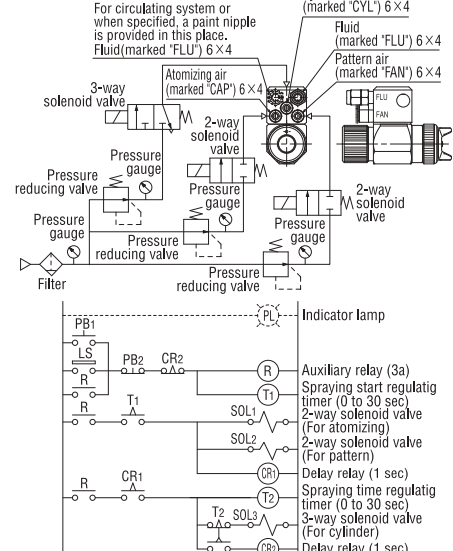 For circulating system or
when specified, a paint nipple
is provided in this place.
Fluid(marked "FLU") 6×4
(marked "CYL") 6×4
Fluid
(marked "FLU") 6×4
Pattern air
(marked "FAN") 6×4
Atomizing air
(marked "CAP") 6×4
FLU
FAN
3-way
solenoid valve
2-way
solenoid
valve
Pressure
gauge
Pressure
reducing valve
Pressure
gauge
2-way
solenoid
valve
Pressure
gauge
Pressure
gauge
Pressure
reducing valve
Pressure
reducing valve
Filter
PL
Indicator lamp
PB1
LS
PB2
CR2
R
R
Auxiliary relay (3a)
T1
Spraying start regulatig
timer (0 to 30 sec)
R
T1
SOL1
2-way solenoid valve
(For atomizing)
SOL2
2-way solenoid valve
(For pattern)
CR1
Delay relay (1 sec)
R
CR1
T2
Spraying time regulatig
timer (0 to 30 sec)
T2
SOL3
3-way solenoid valve
(For cylinder)
CR2
Delay relay (1 sec)